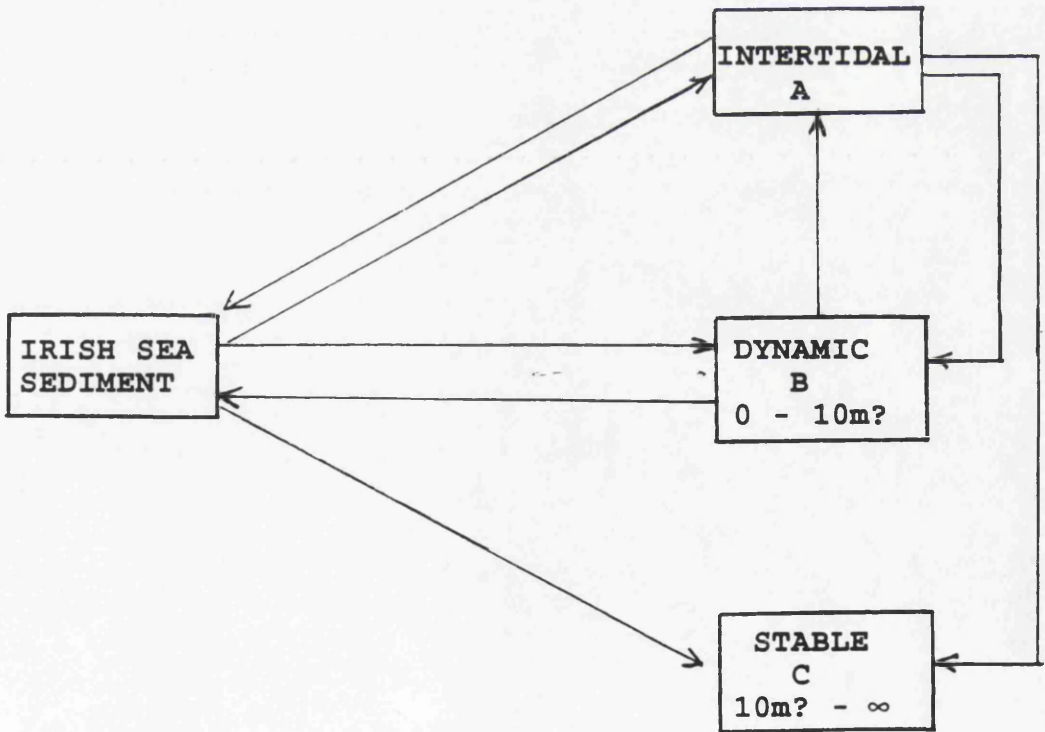 INTERTIDAL
A
IRISH SEA
SEDIMENT
DYNAMIC
B
0 - 10m?
STABLE
C
10m? - ∞